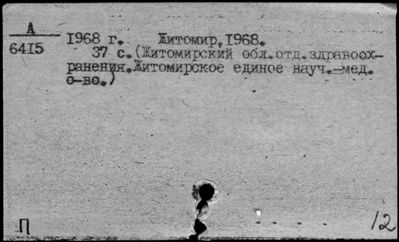 А
6415
1968 г. Житомир, 1968.
37 с. (Житомирский обл. отд. здравоох-
ранения. Житомирское единое науч.-мед.
о-во.)
П
12